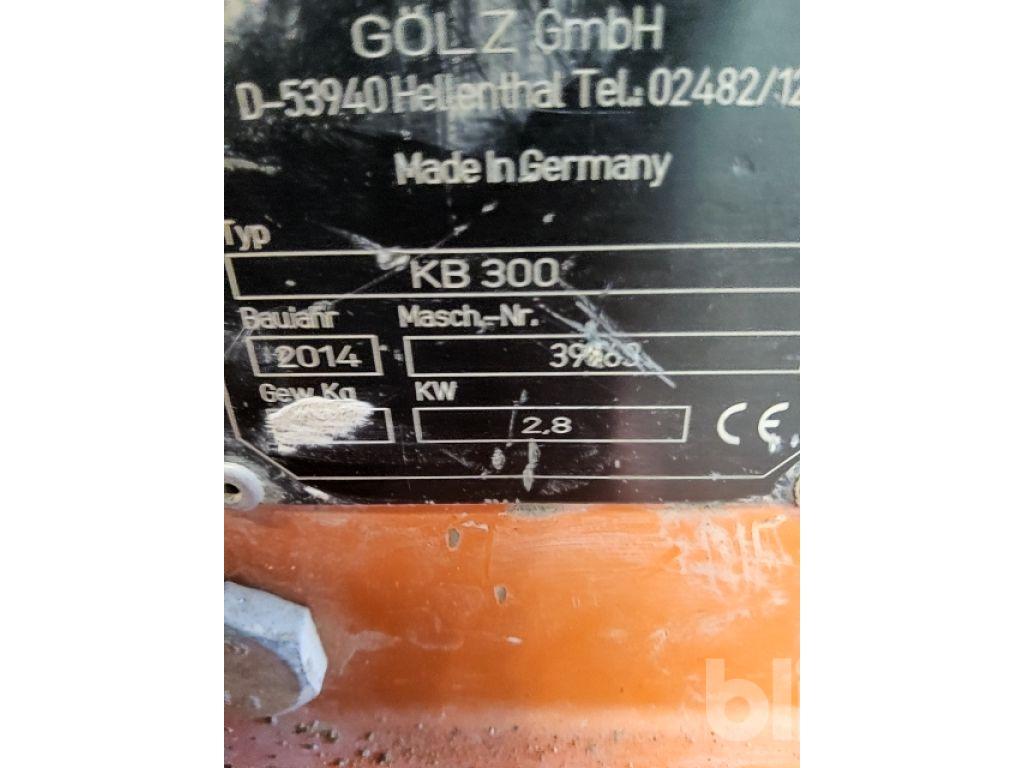 GÖLZ GmbH
D-53940 Hellenthal Tel.: 02482/12
Made In Germany
Typ
KB 300
Baujahr Masch.-Nr.
2014
Gew. Kg KW
2.8 CE
bl